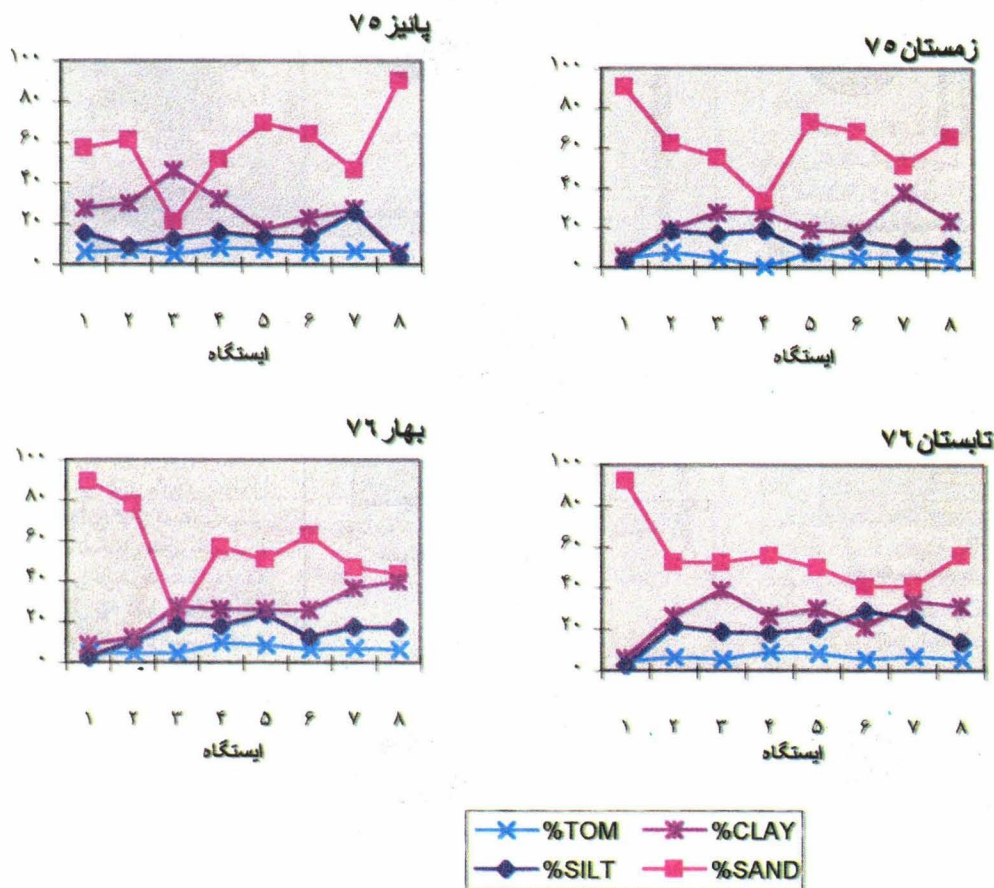 پائیز ۷۵
۱۰۰
۸۰
۶۰
۴۰
۲۰
۰
۱ ۲ ۳ ۴ ۵ ۶ ۷ ۸
ایستگاه
زمستان ۷۵
۱۰۰
۸۰
۶۰
۴۰
۲۰
۰
۱ ۲ ۳ ۴ ۵ ۶ ۷ ۸
ایستگاه
بهار ۷۶
۱۰۰
۸۰
۶۰
۴۰
۲۰
۰
۱ ۲ ۳ ۴ ۵ ۶ ۷ ۸
ایستگاه
تابستان ۷۶
۱۰۰
۸۰
۶۰
۴۰
۲۰
۰
۱ ۲ ۳ ۴ ۵ ۶ ۷ ۸
ایستگاه
%TOM %CLAY
%SILT %SAND